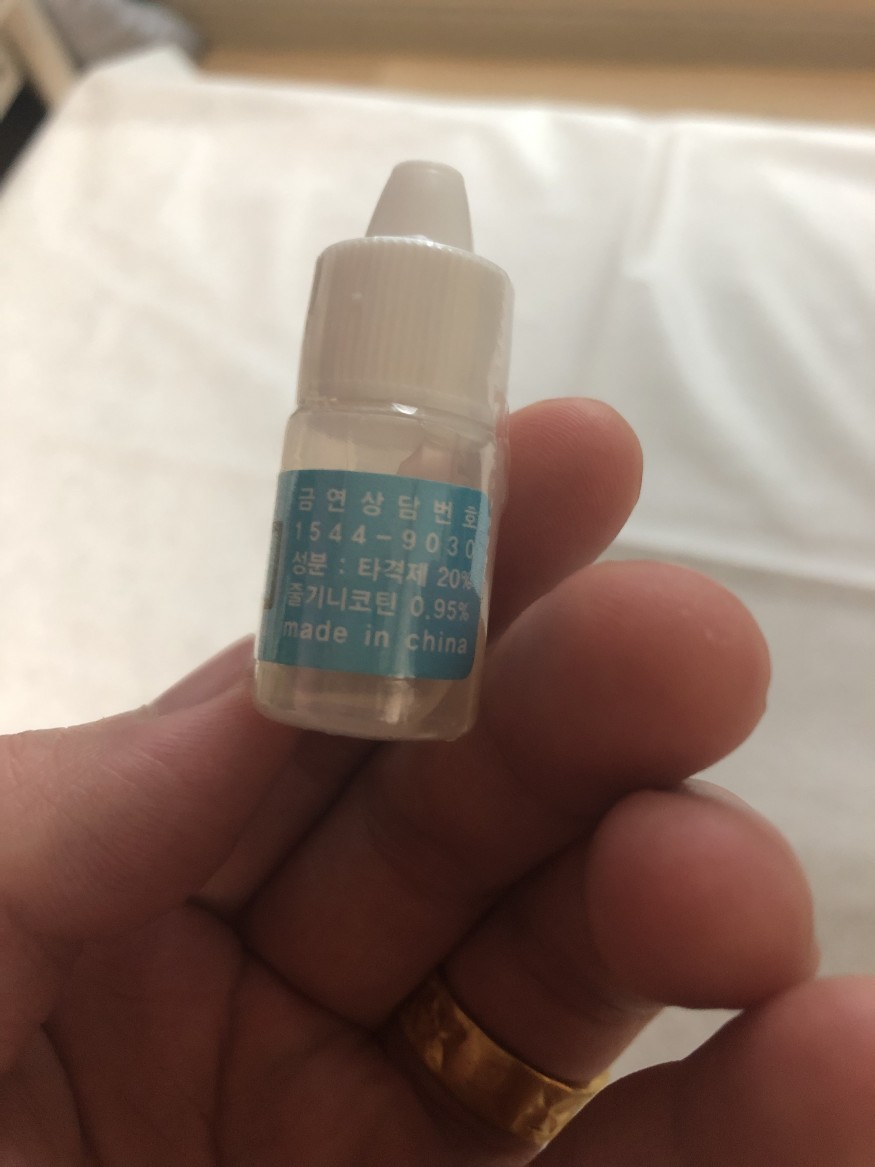 금연상담번호
1544-9030
성분 : 타격제 20%
줄기니코틴 0.95%
made in china